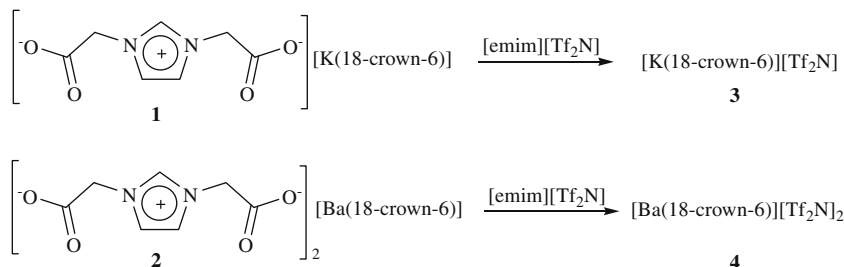 -O O- [K(18-crown-6)] [emim][Tf₂N] [K(18-crown-6)][Tf₂N]
N + N
O O
1 3
-O O- 2 [Ba(18-crown-6)] [emim][Tf₂N] [Ba(18-crown-6)][Tf₂N]₂
N + N
O O
2 4